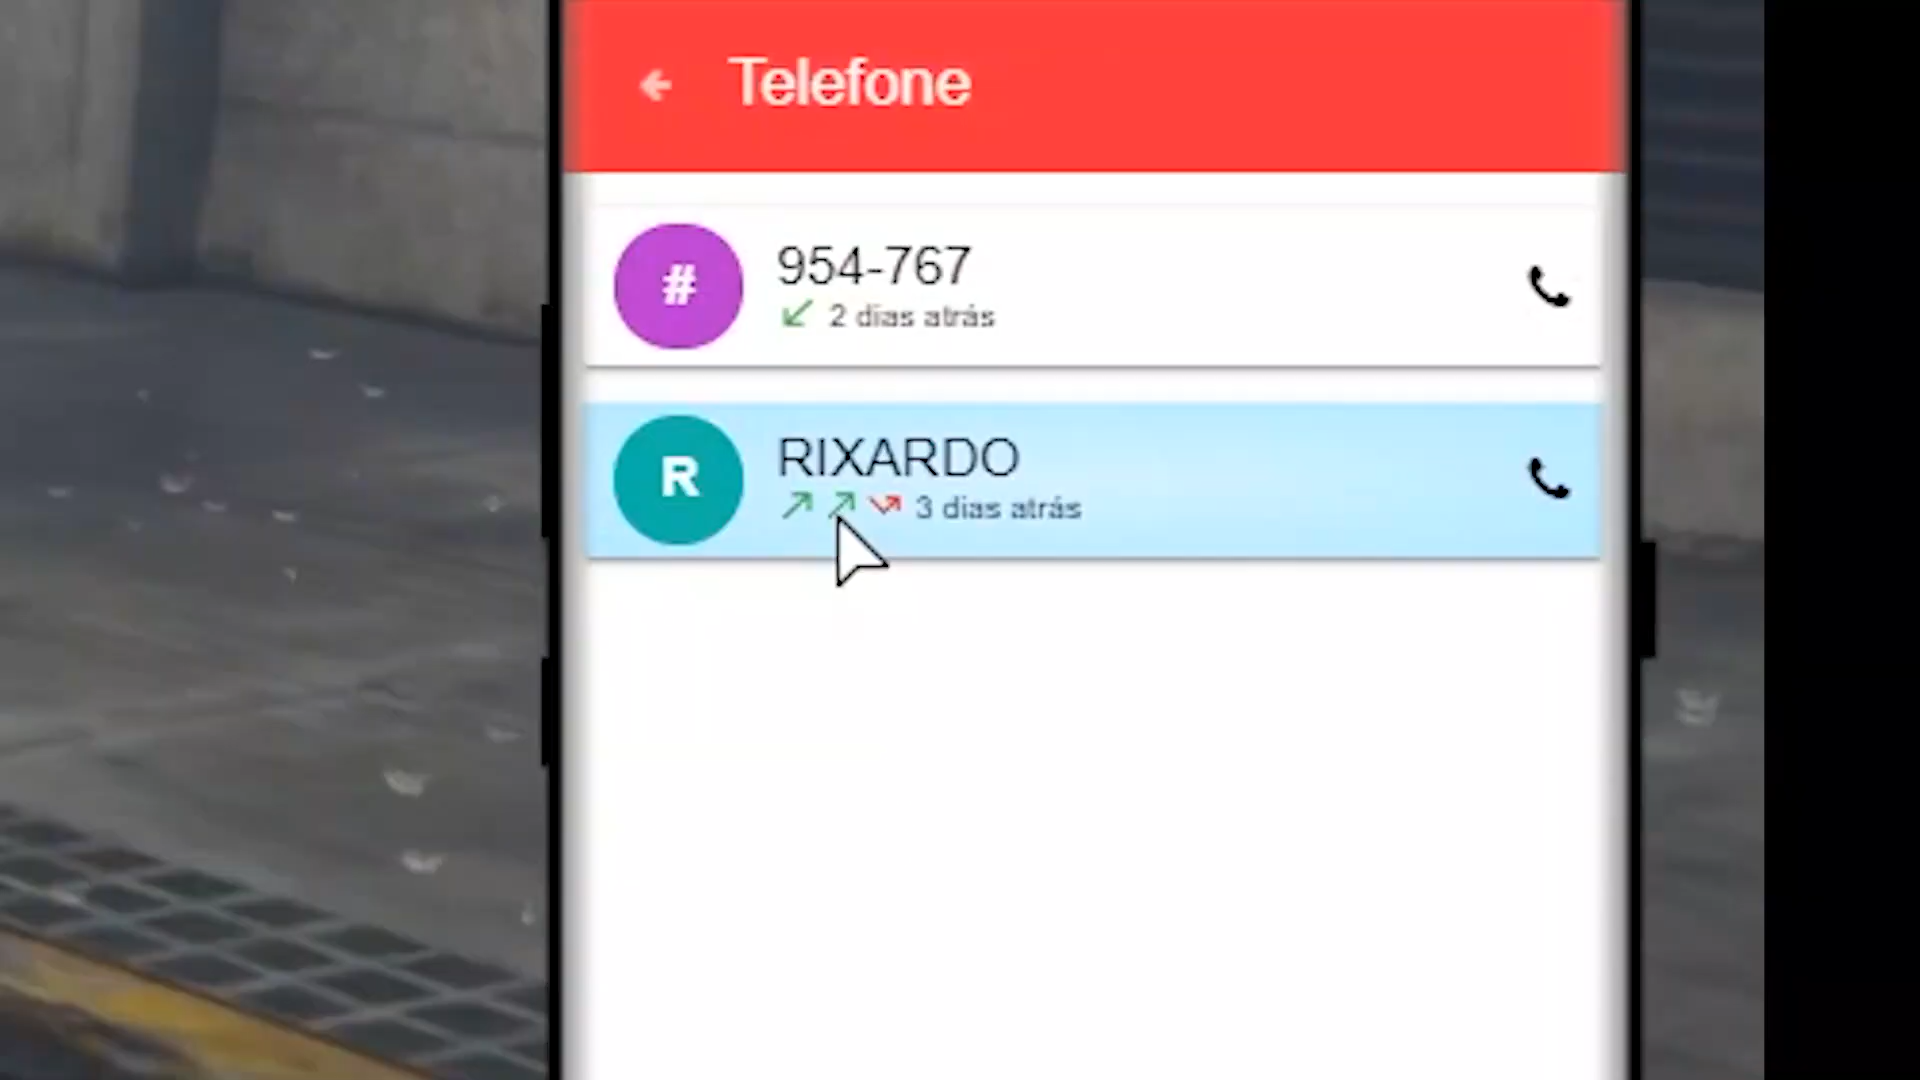 Telefone
#
954-767
2 dias atrás
R
RIXARDO
3 dias atrás